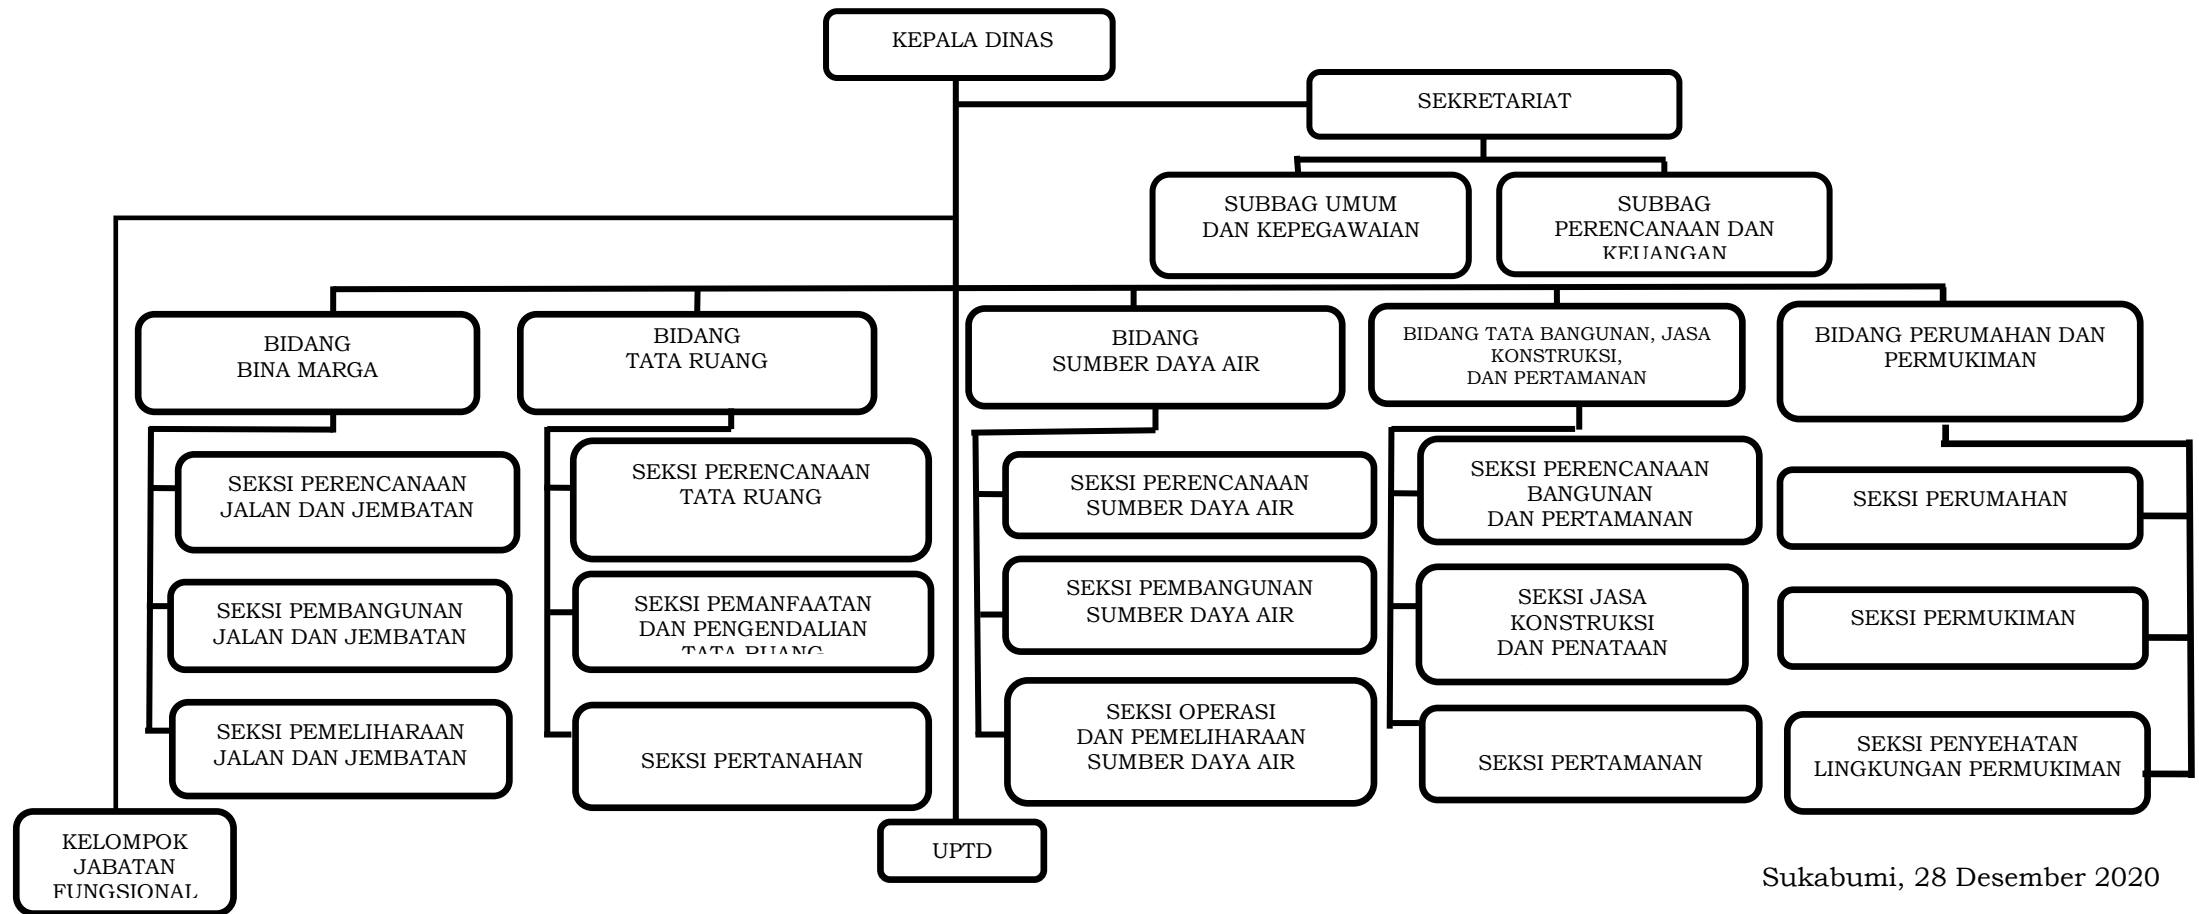 KEPALA DINAS
SEKRETARIAT
SUBBAG UMUM
DAN KEPEGAWAIAN
SUBBAG
PERENCANAAN DAN
KEUANGAN
BIDANG
BINA MARGA
BIDANG
TATA RUANG
BIDANG
SUMBER DAYA AIR
BIDANG TATA BANGUNAN, JASA
KONSTRUKSI,
DAN PERTAMANAN
BIDANG PERUMAHAN DAN
PERMUKIMAN
SEKSI PERENCANAAN
JALAN DAN JEMBATAN
SEKSI PEMBANGUNAN
JALAN DAN JEMBATAN
SEKSI PEMELIHARAAN
JALAN DAN JEMBATAN
SEKSI PERENCANAAN
TATA RUANG
SEKSI PEMANFAATAN
DAN PENGENDALIAN
TATA RUANG
SEKSI PERTANAHAN
SEKSI PERENCANAAN
SUMBER DAYA AIR
SEKSI PEMBANGUNAN
SUMBER DAYA AIR
SEKSI OPERASI
DAN PEMELIHARAAN
SUMBER DAYA AIR
SEKSI PERENCANAAN
BANGUNAN
DAN PERTAMANAN
SEKSI JASA
KONSTRUKSI
DAN PENATAAN
SEKSI PERTAMANAN
SEKSI PERUMAHAN
SEKSI PERMUKIMAN
SEKSI PENYEHATAN
LINGKUNGAN PERMUKIMAN
KELOMPOK
JABATAN
FUNGSIONAL
UPTD
Sukabumi, 28 Desember 2020